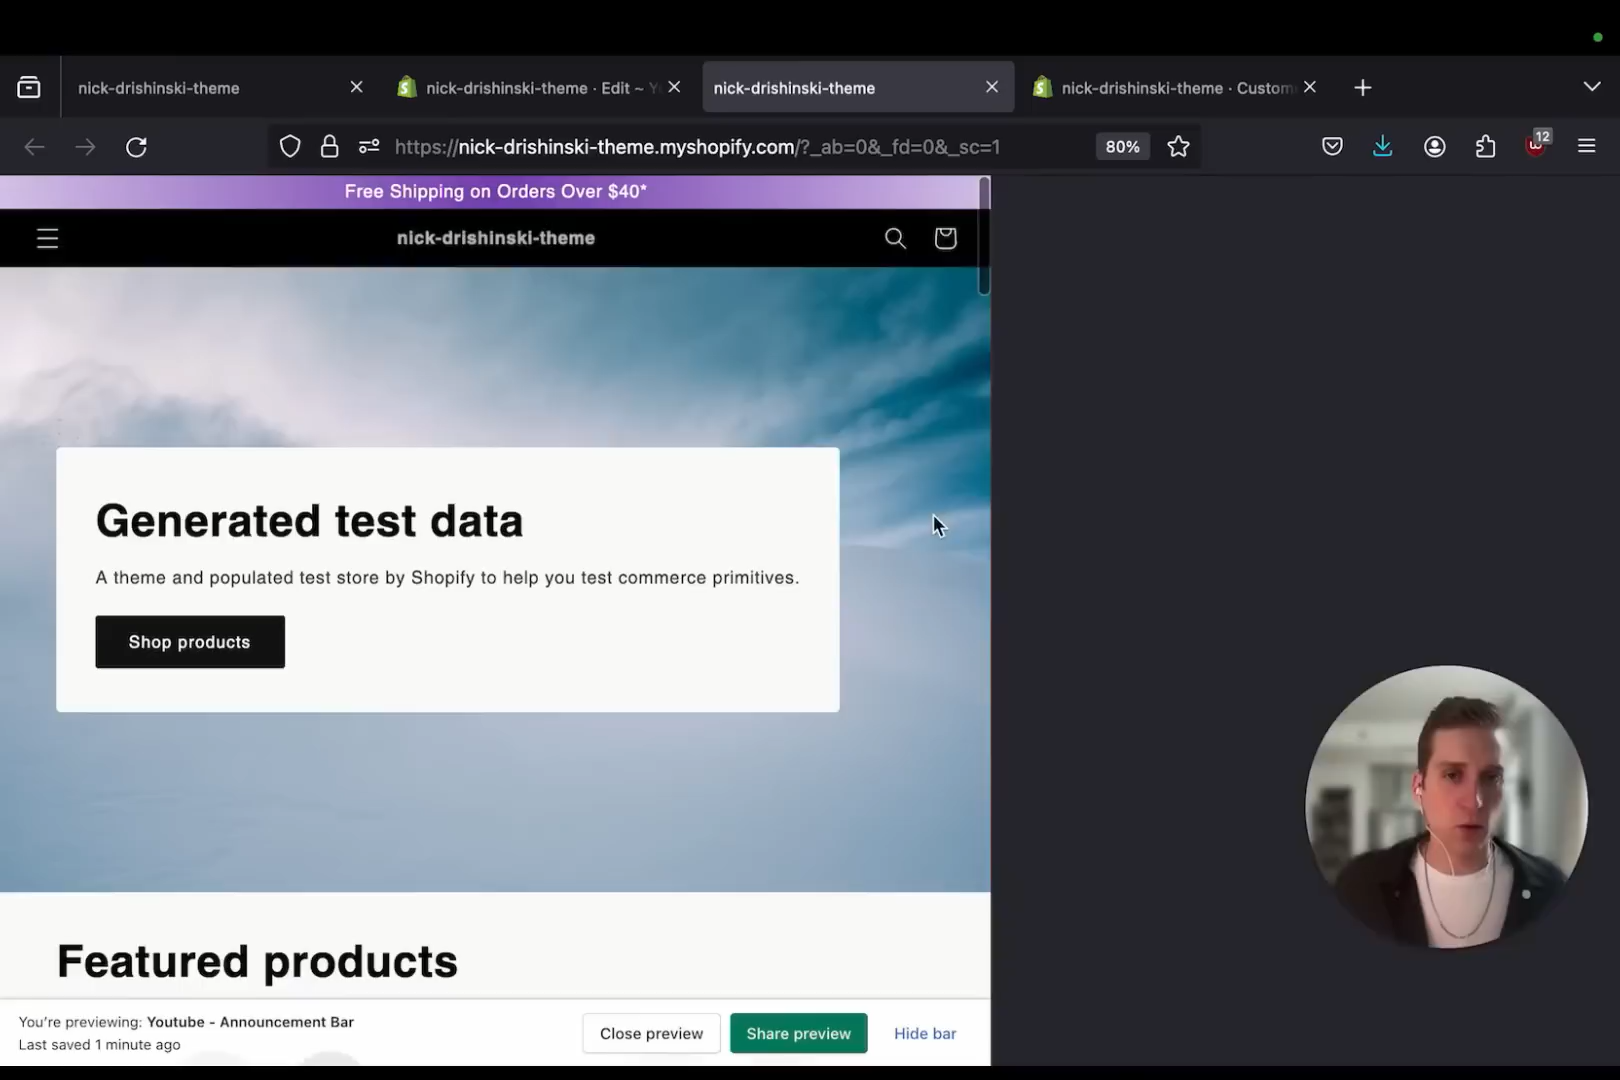 nick-drishinski-theme
nick-drishinski-theme · Edit ~ Y
nick-drishinski-theme
nick-drishinski-theme · Custom
https://nick-drishinski-theme.myshopify.com/?_ab=0&_fd=0&_sc=1
80%
12
Free Shipping on Orders Over $40*
nick-drishinski-theme
Generated test data
A theme and populated test store by Shopify to help you test commerce primitives.
Shop products
Featured products
You're previewing: Youtube - Announcement Bar
Last saved 1 minute ago
Close preview
Share preview
Hide bar